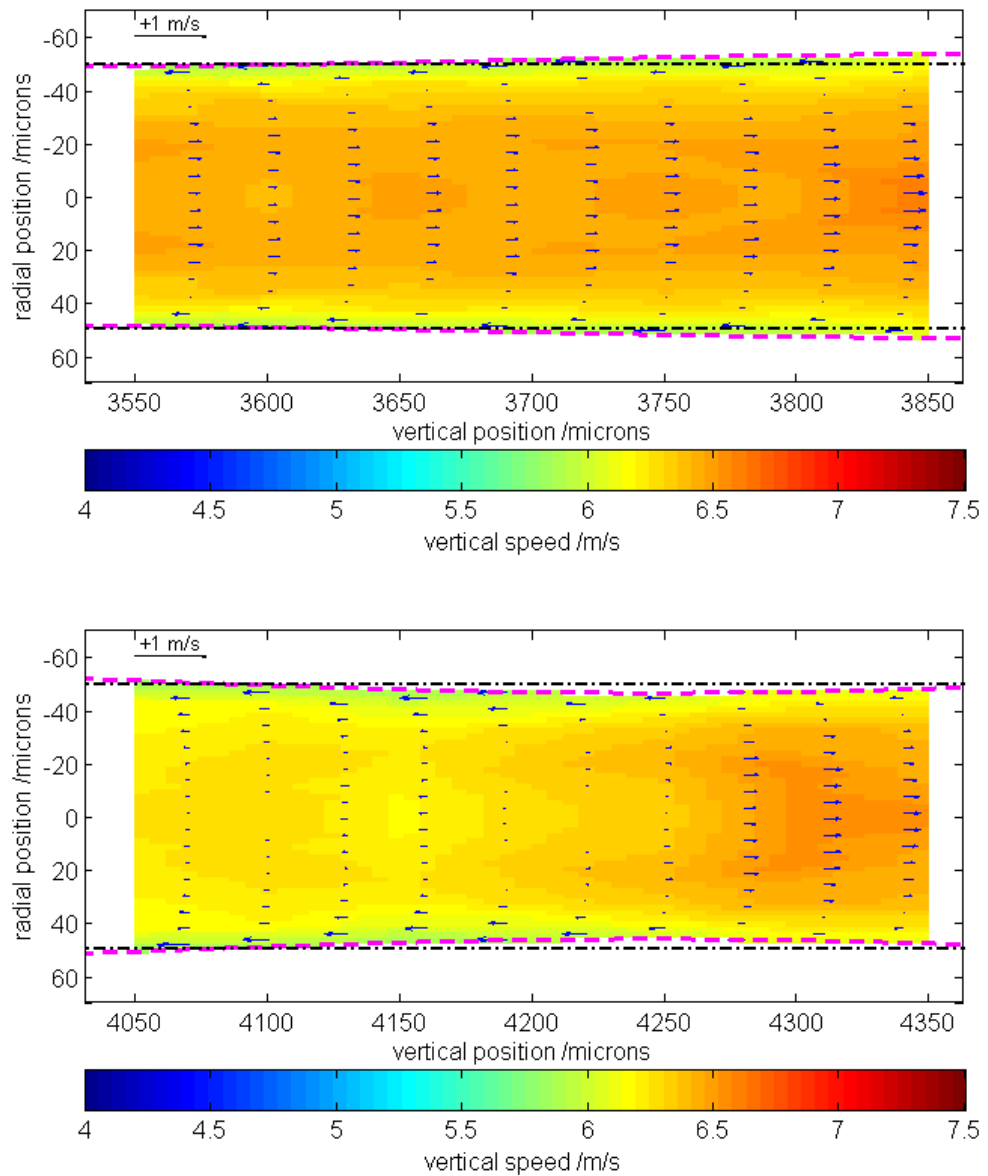 +1 m/s
-60
-40
-20
0
20
40
60
radial position /microns
3550 3600 3650 3700 3750 3800 3850
vertical position /microns
4 4.5 5 5.5 6 6.5 7 7.5
vertical speed /m/s
+1 m/s
-60
-40
-20
0
20
40
60
radial position /microns
4050 4100 4150 4200 4250 4300 4350
vertical position /microns
4 4.5 5 5.5 6 6.5 7 7.5
vertical speed /m/s